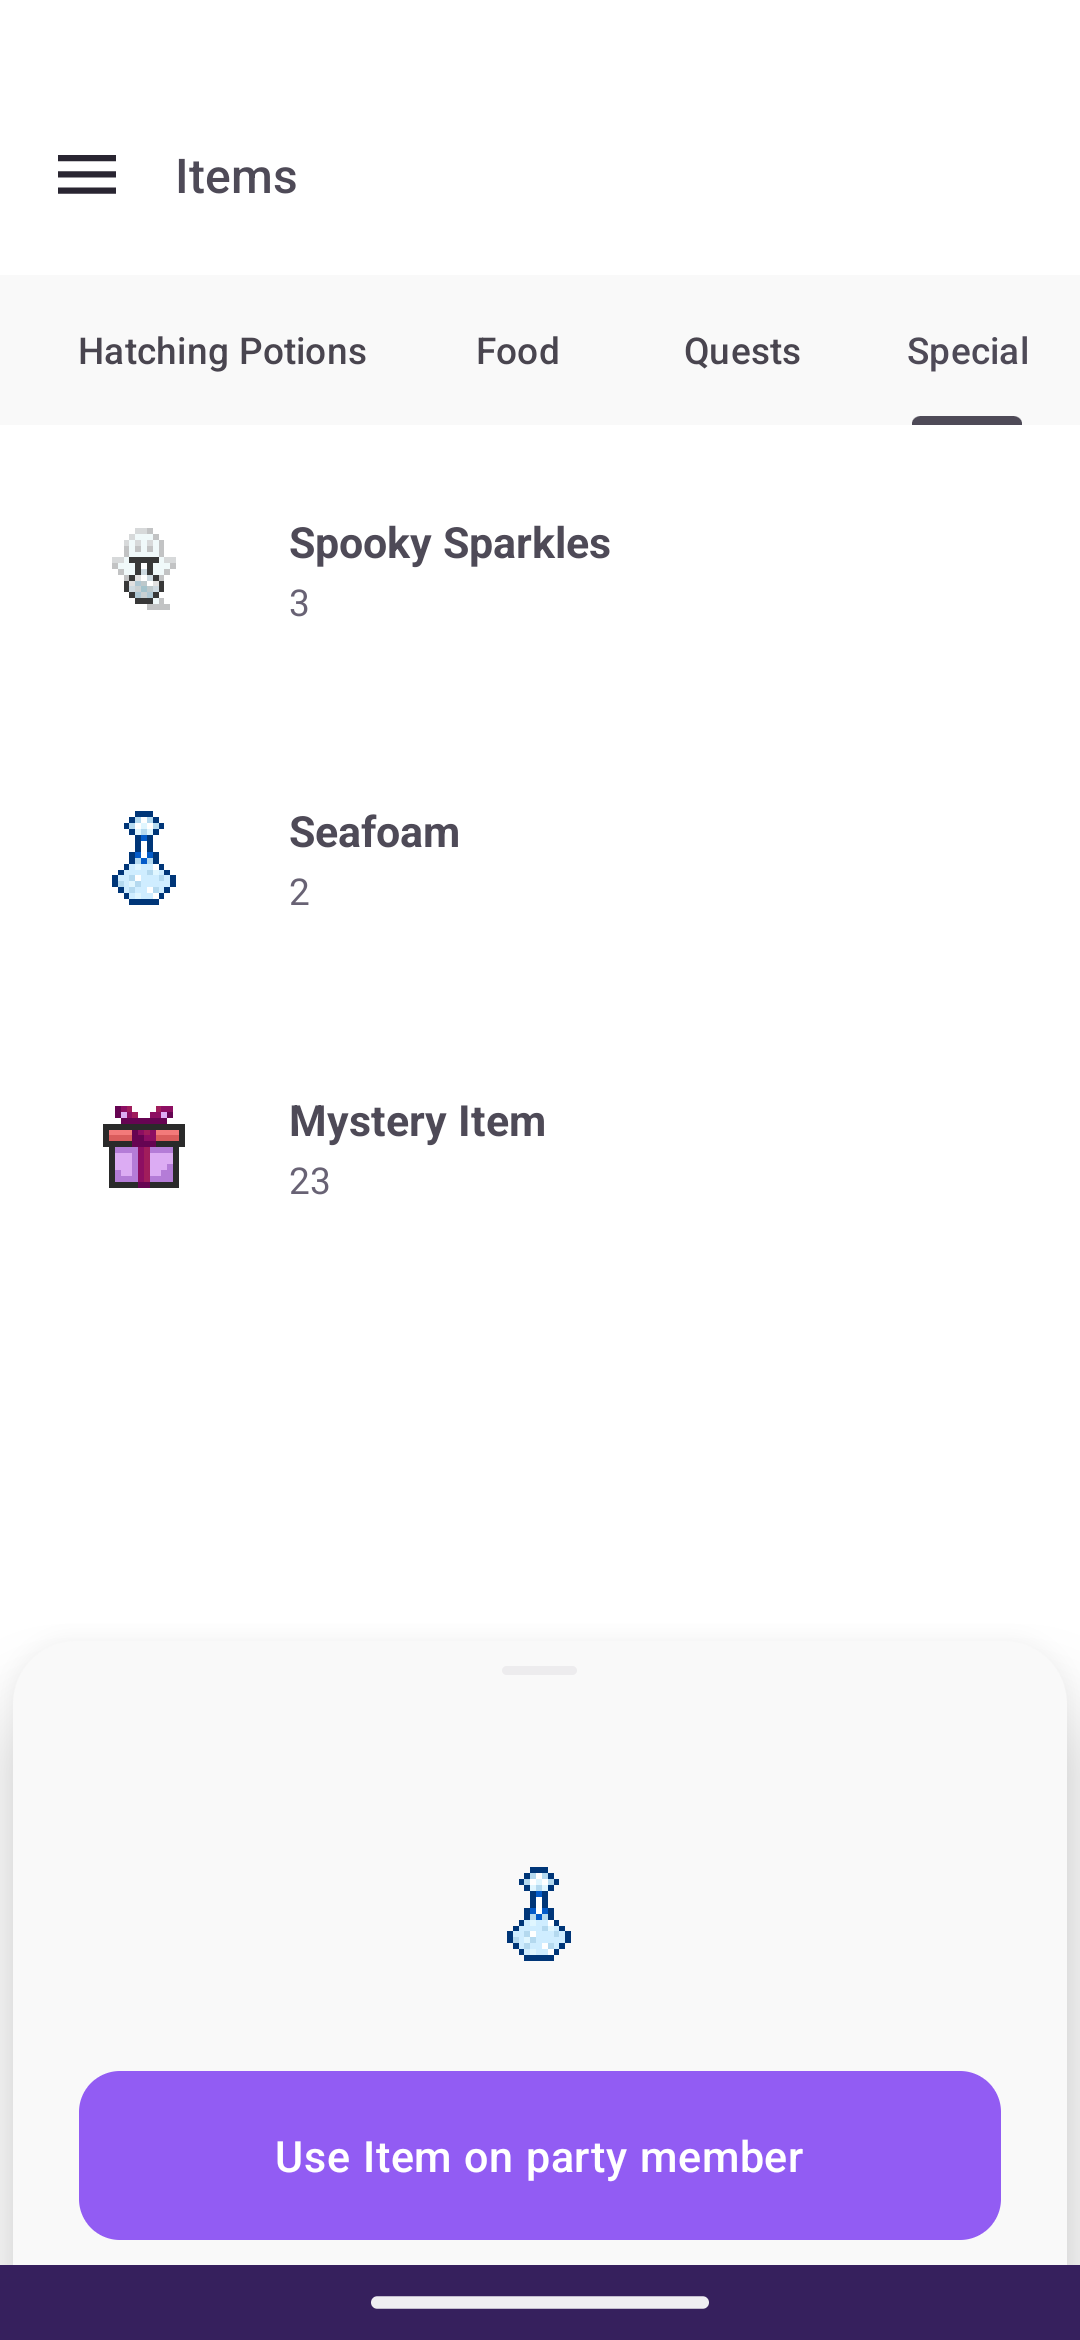 Items
Hatching Potions Food Quests Special
Spooky Sparkles
3
Seafoam
2
Mystery Item
23
Use Item on party member